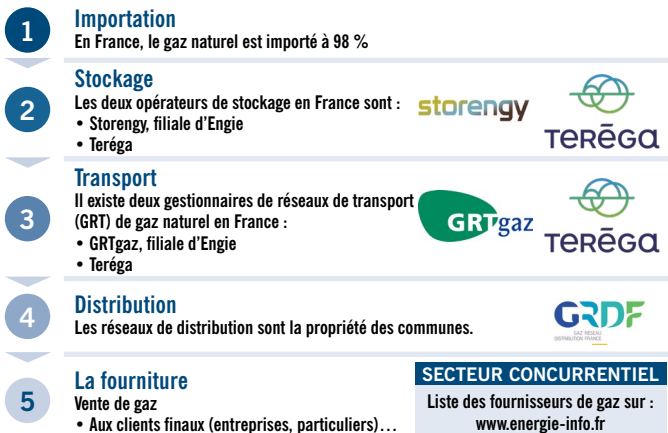 1
Importation
En France, le gaz naturel est importé à 98 %
2
Stockage
Les deux opérateurs de stockage en France sont :
• Storengy, filiale d'Engie
• Teréga
storengy
TERĒGA
3
Transport
Il existe deux gestionnaires de réseaux de transport
(GRT) de gaz naturel en France :
• GRTgaz, filiale d'Engie
• Teréga
GRTgaz
TERĒGA
4
Distribution
Les réseaux de distribution sont la propriété des communes.
GRDF
GAZ RÉSEAU
DISTRIBUTION FRANCE
5
La fourniture
Vente de gaz
• Aux clients finaux (entreprises, particuliers)…
SECTEUR CONCURRENTIEL
Liste des fournisseurs de gaz sur :
www.energie-info.fr